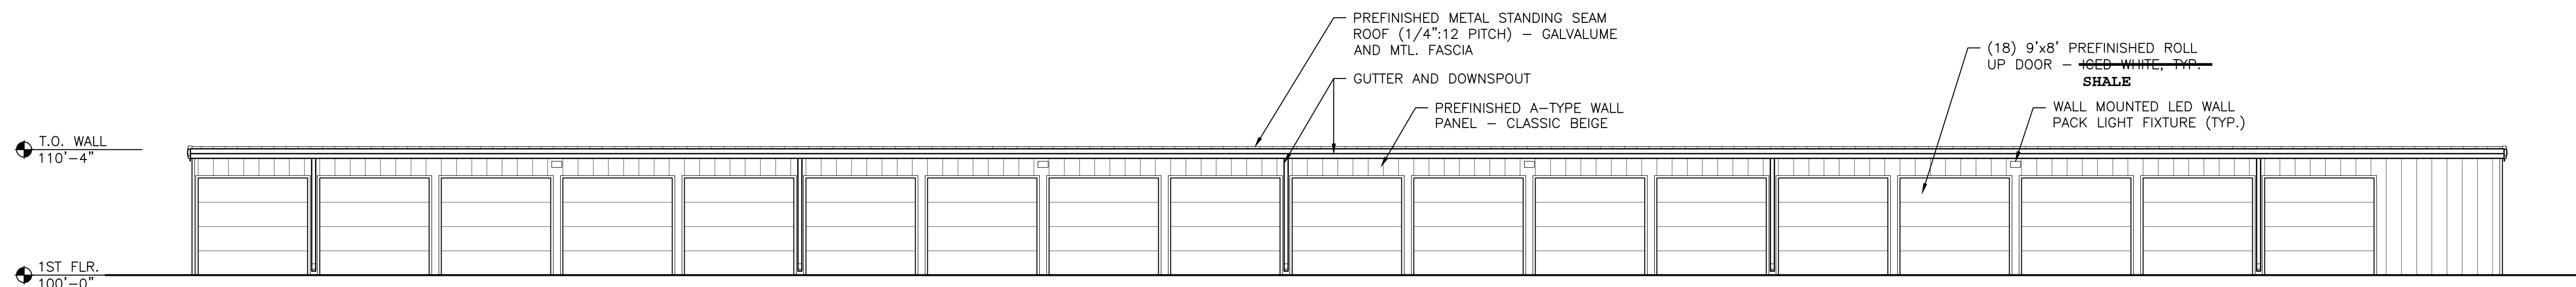 PREFINISHED METAL STANDING SEAM
ROOF (1/4":12 PITCH) – GALVALUME
AND MTL. FASCIA
GUTTER AND DOWNSPOUT
PREFINISHED A–TYPE WALL
PANEL – CLASSIC BEIGE
(18) 9'x8' PREFINISHED ROLL
UP DOOR – ICED WHITE, TYP.
SHALE
WALL MOUNTED LED WALL
PACK LIGHT FIXTURE (TYP.)
T.O. WALL
110'–4"
1ST FLR.
100'–0"